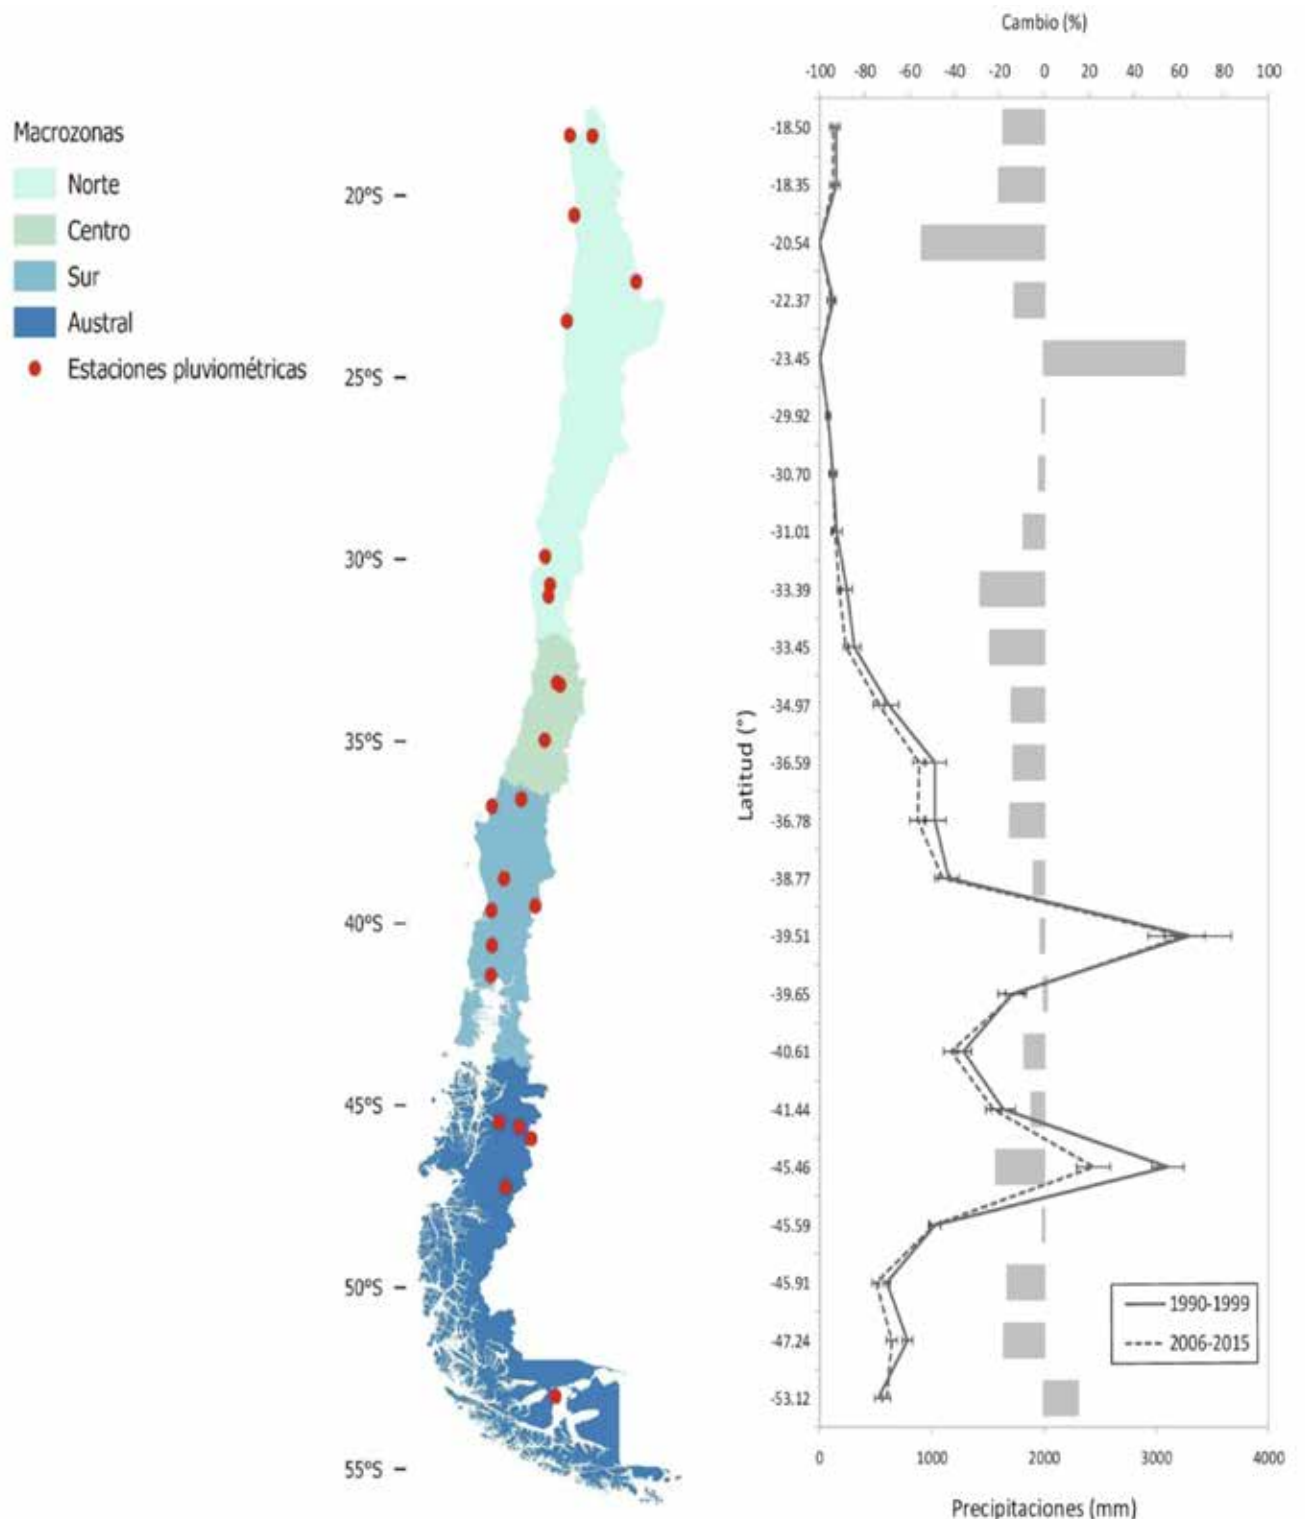 Macrozonas
Norte
Centro
Sur
Austral
Estaciones pluviométricas
20ºS
25ºS
30ºS
35ºS
40ºS
45ºS
50ºS
55ºS
Cambio (%)
-100 -80 -60 -40 -20 0 20 40 60 80 100
Latitud (°)
-18.50
-18.35
-20.54
-22.37
-23.45
-29.92
-30.70
-31.01
-33.39
-33.45
-34.97
-36.59
-36.78
-38.77
-39.51
-39.65
-40.61
-41.44
-45.46
-45.59
-45.91
-47.24
-53.12
1990-1999
2006-2015
0 1000 2000 3000 4000
Precipitaciones (mm)